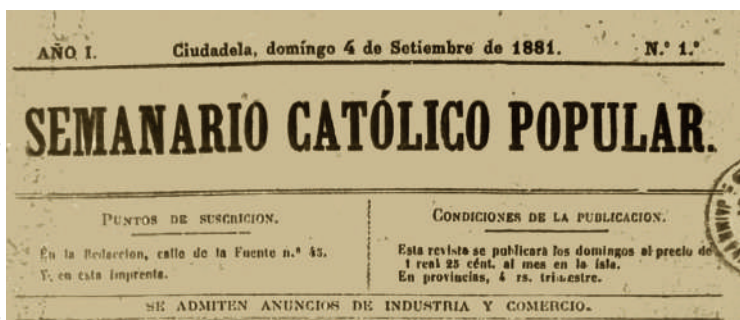 AÑO I. Ciudadela, domingo 4 de Setiembre de 1881. N.º 1.º
SEMANARIO CATÓLICO POPULAR.
PUNTOS DE SUSCRICION.
En la Redaccion, calle de la Fuente n.º 45.
Y en esta Imprenta.
CONDICIONES DE LA PUBLICACION.
Esta revista se publicará los domingos al precio de
1 real 25 cént. al mes en la isla.
En provincias, 4 rs. trimestre.
SE ADMITEN ANUNCIOS DE INDUSTRIA Y COMERCIO.